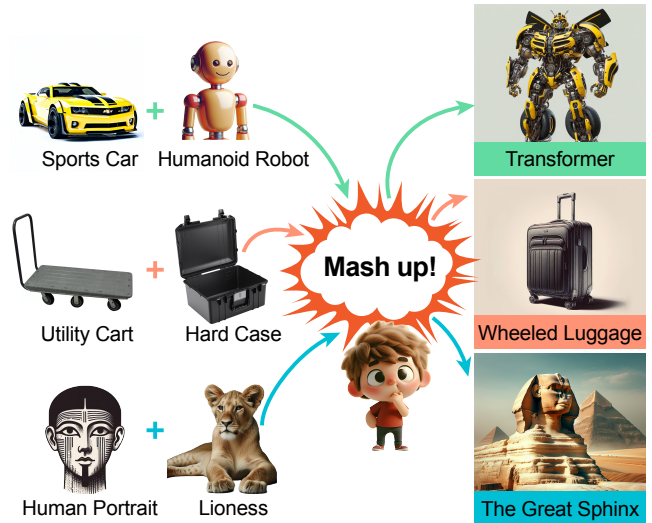 +
Sports Car
Humanoid Robot
Transformer
+
Mash up!
Utility Cart
Hard Case
Wheeled Luggage
+
Human Portrait
Lioness
The Great Sphinx